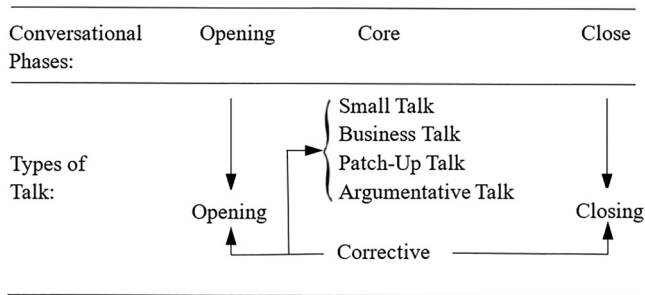 Conversational Opening Core Close
Phases:
Small Talk
Business Talk
Types of Patch-Up Talk
Talk: Argumentative Talk
Opening Closing
Corrective